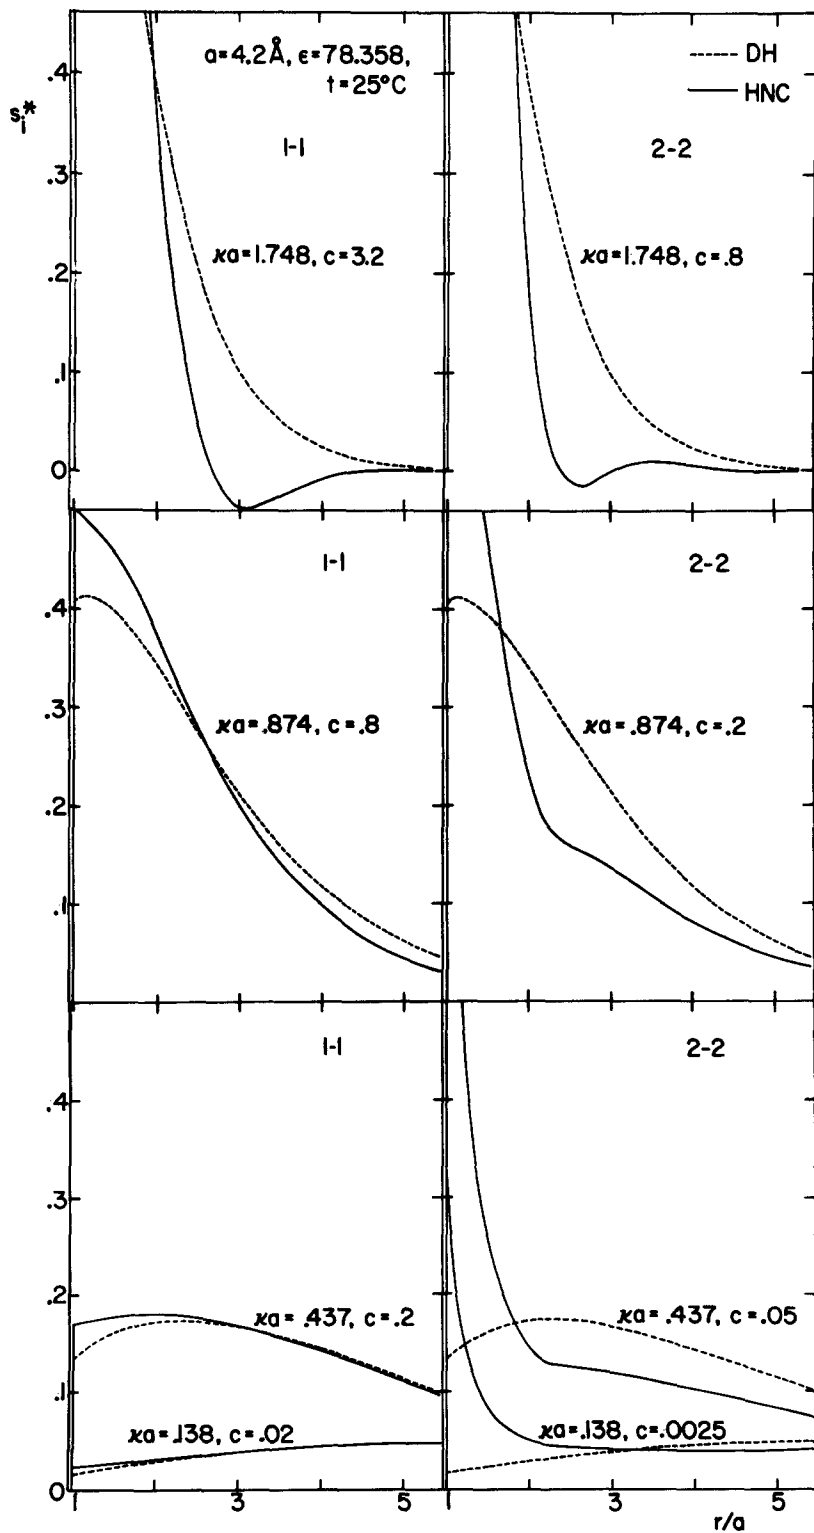 a=4.2Å, ϵ=78.358,
t=25°C
---- DH
— HNC
s_i*
.4
.3
.2
.1
0
1-1
2-2
ϰa=1.748, c=3.2
ϰa=1.748, c=.8
.4
.3
.2
.1
1-1
2-2
ϰa=.874, c=.8
ϰa=.874, c=.2
.4
.3
.2
.1
0
1-1
2-2
ϰa= .437, c=.2
ϰa= .437, c=.05
ϰa=.138, c=.02
ϰa=.138, c=.0025
1 3 5
1 3 5
r/a